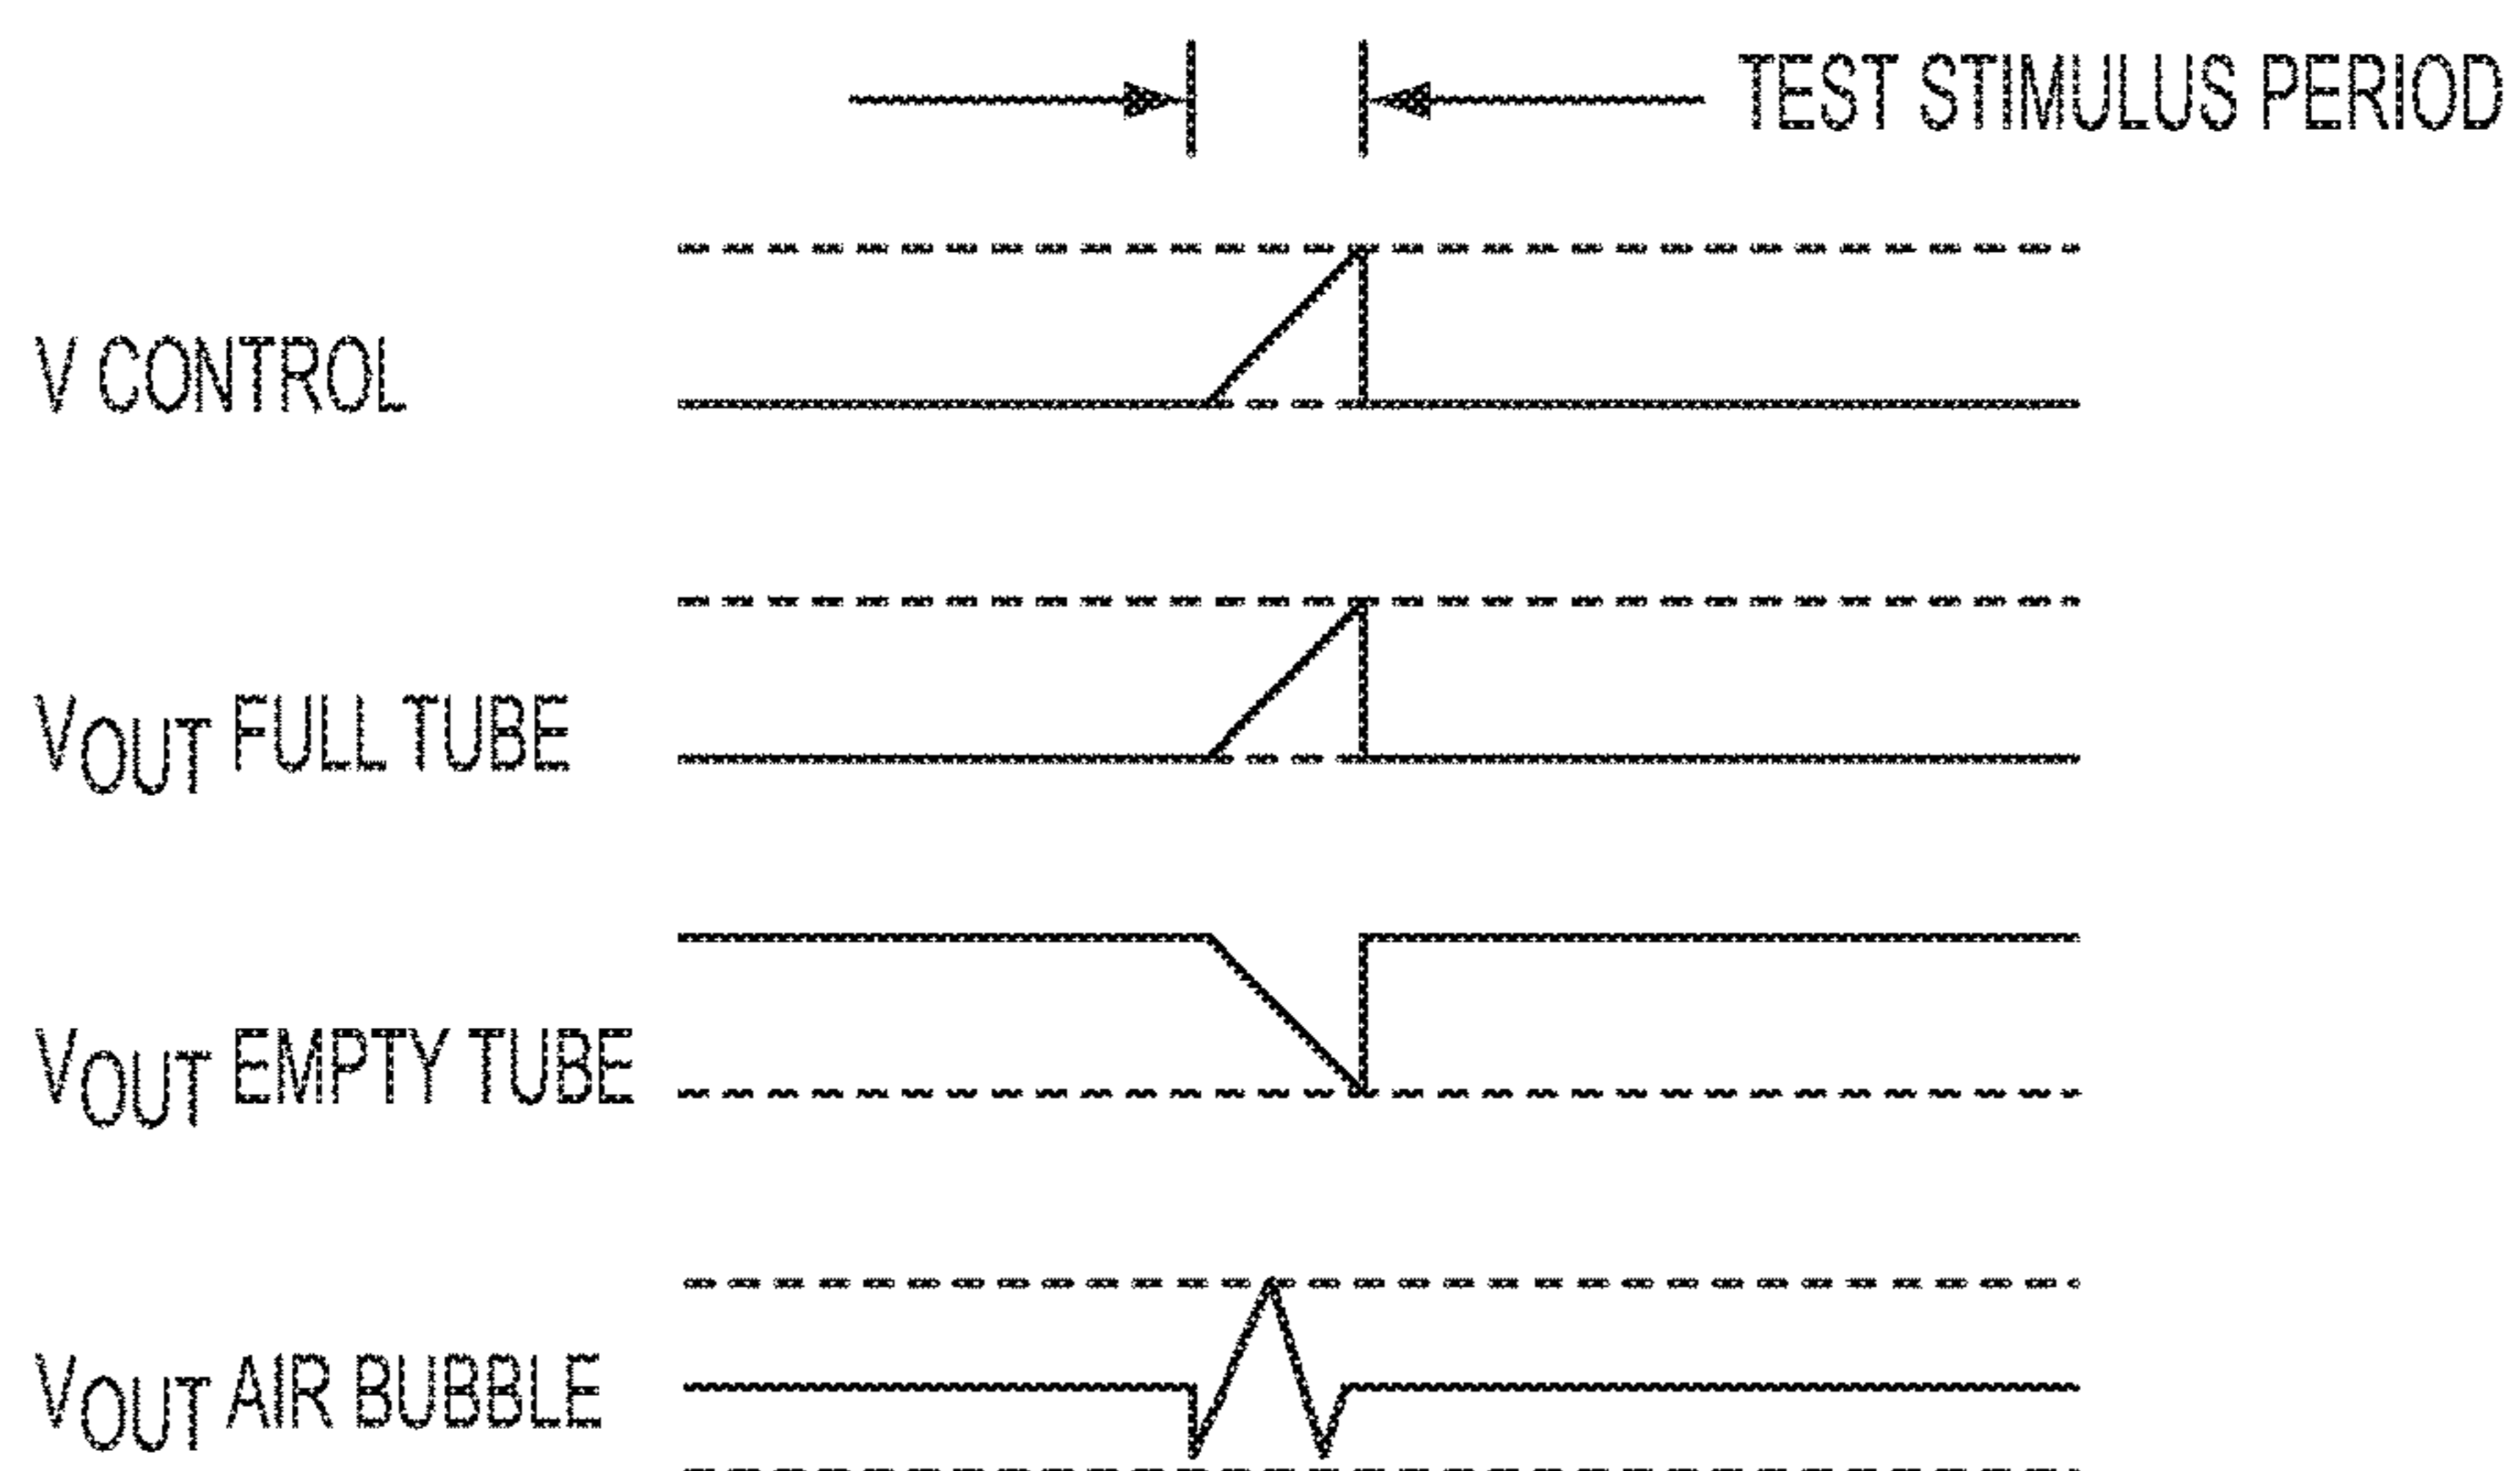 TEST STIMULUS PERIOD
V CONTROL
VOUT FULL TUBE
VOUT EMPTY TUBE
VOUT AIR BUBBLE